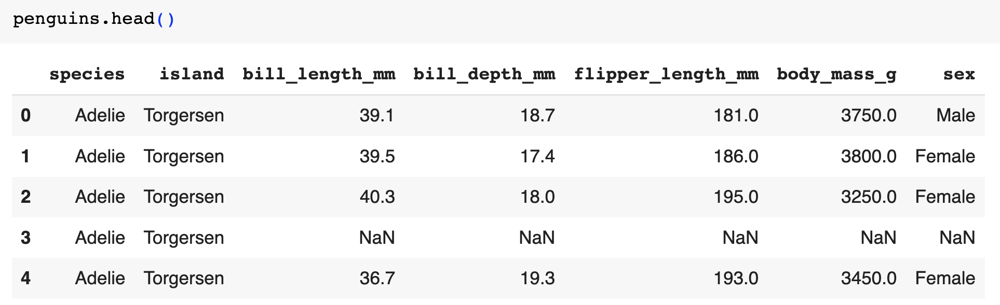 penguins.head()
species island bill_length_mm bill_depth_mm flipper_length_mm body_mass_g sex
0 Adelie Torgersen 39.1 18.7 181.0 3750.0 Male
1 Adelie Torgersen 39.5 17.4 186.0 3800.0 Female
2 Adelie Torgersen 40.3 18.0 195.0 3250.0 Female
3 Adelie Torgersen NaN NaN NaN NaN NaN
4 Adelie Torgersen 36.7 19.3 193.0 3450.0 Female